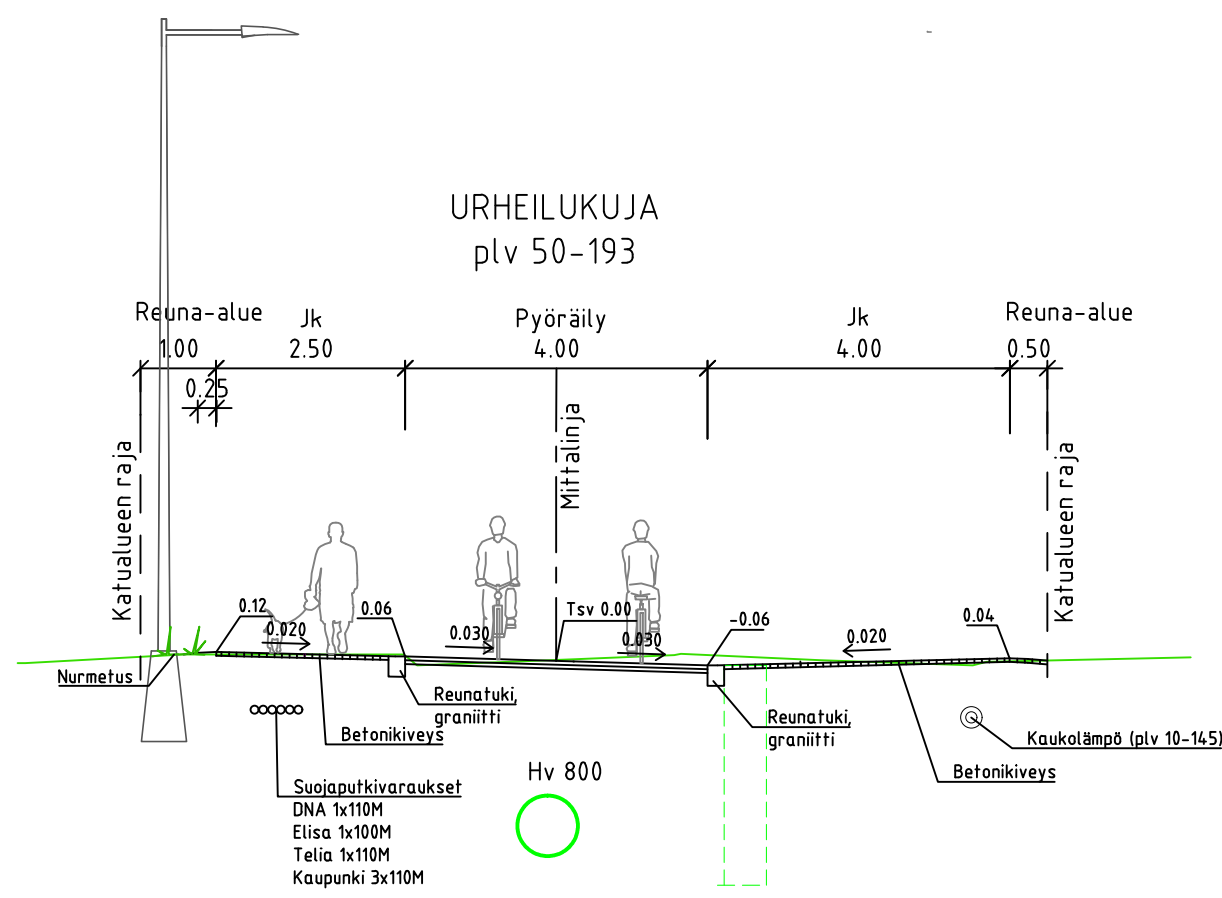 URHEILUKUJA
plv 50-193
Reuna-alue
Jk
Pyöräily
Jk
Reuna-alue
1.00
2.50
4.00
4.00
0.50
0.25
Katualueen raja
Mittalinja
Katualueen raja
0.12
0.020
0.06
0.030
Tsv 0.00
0.030
-0.06
0.020
0.04
Nurmetus
Reunatuki,
graniitti
Betonikiveys
Reunatuki,
graniitti
Kaukolämpö (plv 10-145)
Betonikiveys
Hv 800
Suojaputkivaraukset
DNA 1x110M
Elisa 1x100M
Telia 1x110M
Kaupunki 3x110M